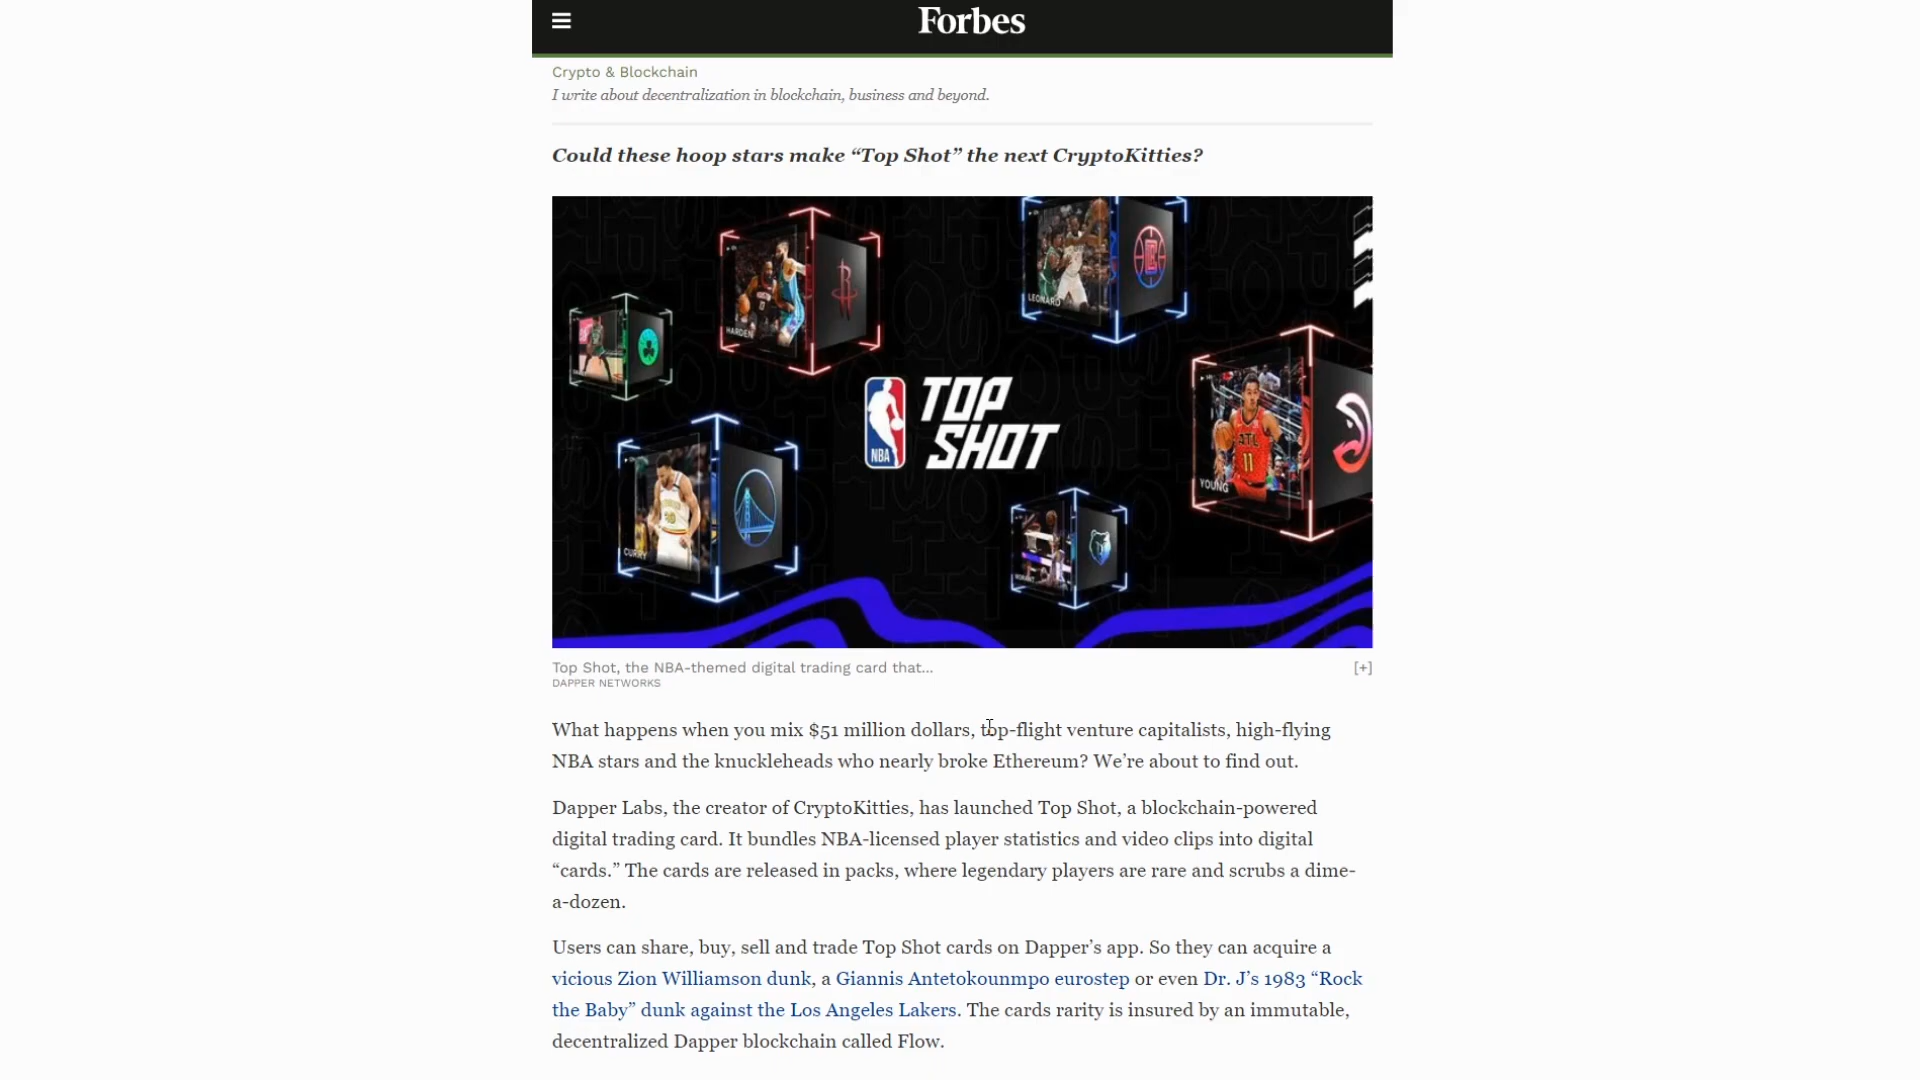 Forbes
Crypto & Blockchain
I write about decentralization in blockchain, business and beyond.
Could these hoop stars make “Top Shot” the next CryptoKitties?
LEONARD
HARDEN
TOP
SHOT
NBA
ATL
11
YOUNG
CURRY
30
MORANT
Top Shot, the NBA-themed digital trading card that...
[+]
DAPPER NETWORKS
What happens when you mix $51 million dollars, top-flight venture capitalists, high-flying
NBA stars and the knuckleheads who nearly broke Ethereum? We’re about to find out.
Dapper Labs, the creator of CryptoKitties, has launched Top Shot, a blockchain-powered
digital trading card. It bundles NBA-licensed player statistics and video clips into digital
“cards.” The cards are released in packs, where legendary players are rare and scrubs a dime-
a-dozen.
Users can share, buy, sell and trade Top Shot cards on Dapper’s app. So they can acquire a
vicious Zion Williamson dunk, a Giannis Antetokounmpo eurostep or even Dr. J’s 1983 “Rock
the Baby” dunk against the Los Angeles Lakers. The cards rarity is insured by an immutable,
decentralized Dapper blockchain called Flow.